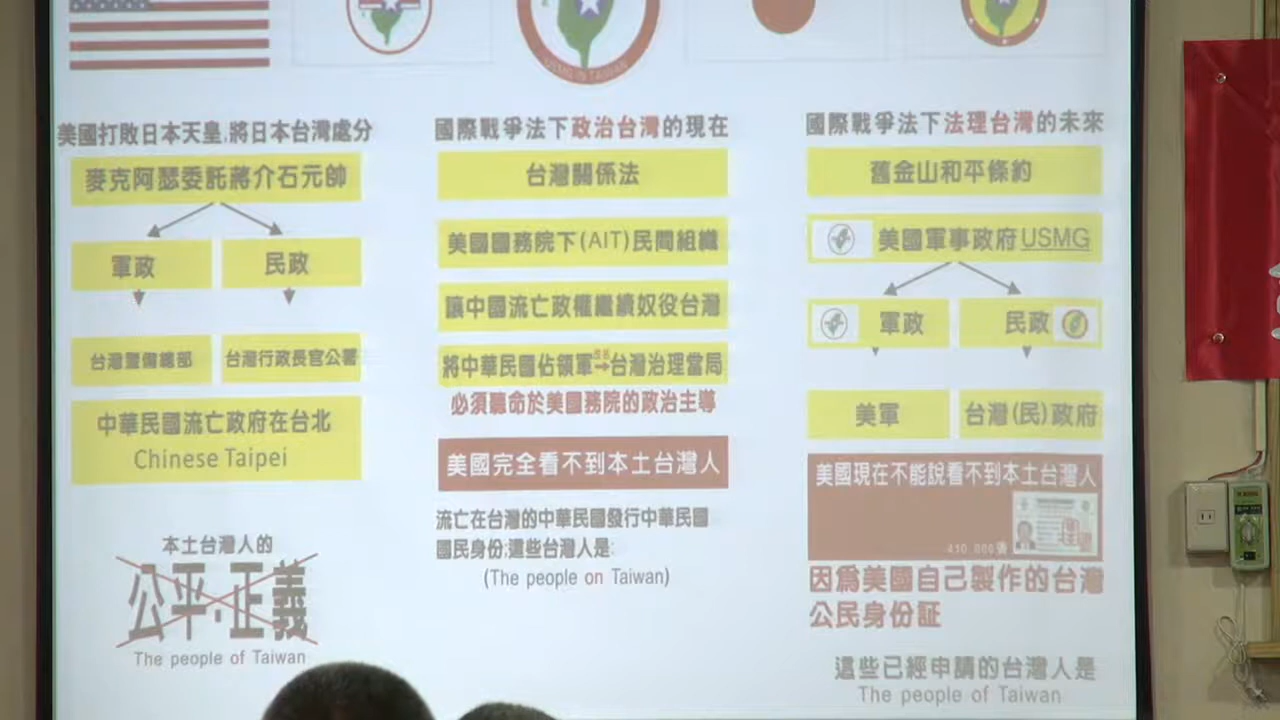 USMG IN TAIWAN
美國打敗日本天皇,將日本台灣處分
麥克阿瑟委託蔣介石元帥
軍政
民政
台灣警備總部
台灣行政長官公署
中華民國流亡政府在台北
Chinese Taipei
本土台灣人的
公平·正義
The people of Taiwan
國際戰爭法下政治台灣的現在
台灣關係法
美國國務院下(AIT)民間組織
讓中國流亡政權繼續奴役台灣
將中華民國佔領軍→台灣治理當局
必須聽命於美國務院的政治主導
美國完全看不到本土台灣人
流亡在台灣的中華民國發行中華民國
國民身份;這些台灣人是:
(The people on Taiwan)
國際戰爭法下法理台灣的未來
舊金山和平條約
美國軍事政府USMG
軍政
民政
美軍
台灣(民)政府
美國現在不能說看不到本土台灣人
因為美國自己製作的台灣
公民身份証
這些已經申請的台灣人是
The people of Taiwan